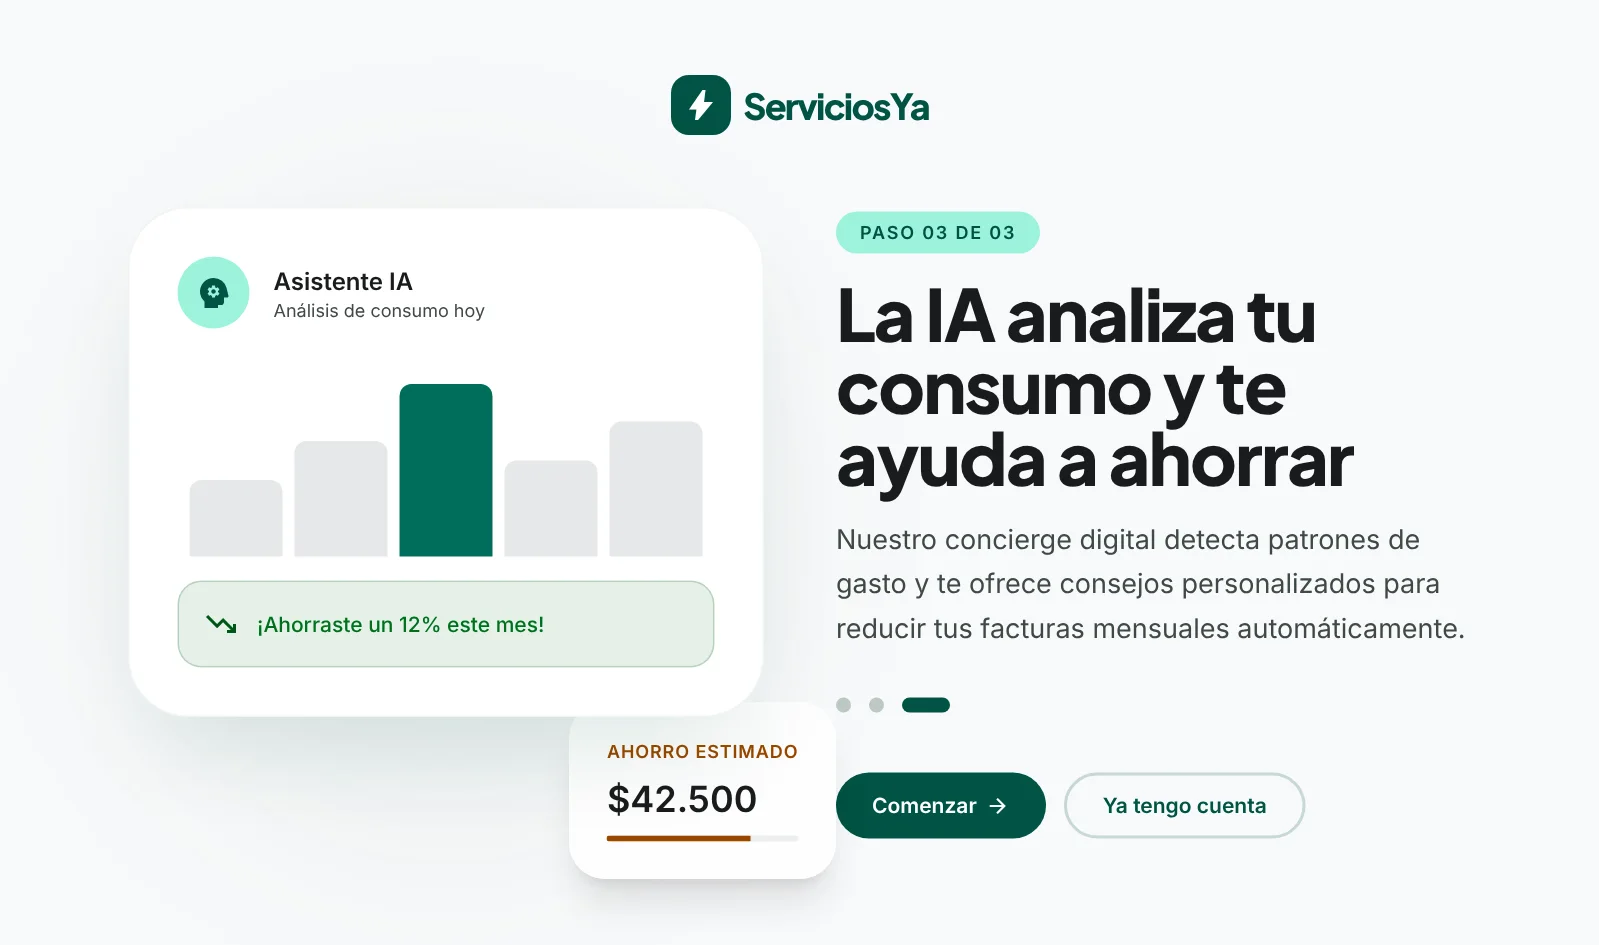 ServiciosYa
Asistente IA
Análisis de consumo hoy
¡Ahorraste un 12% este mes!
AHORRO ESTIMADO
$42.500
PASO 03 DE 03
La IA analiza tu
consumo y te
ayuda a ahorrar
Nuestro concierge digital detecta patrones de
gasto y te ofrece consejos personalizados para
reducir tus facturas mensuales automáticamente.
Comenzar →
Ya tengo cuenta